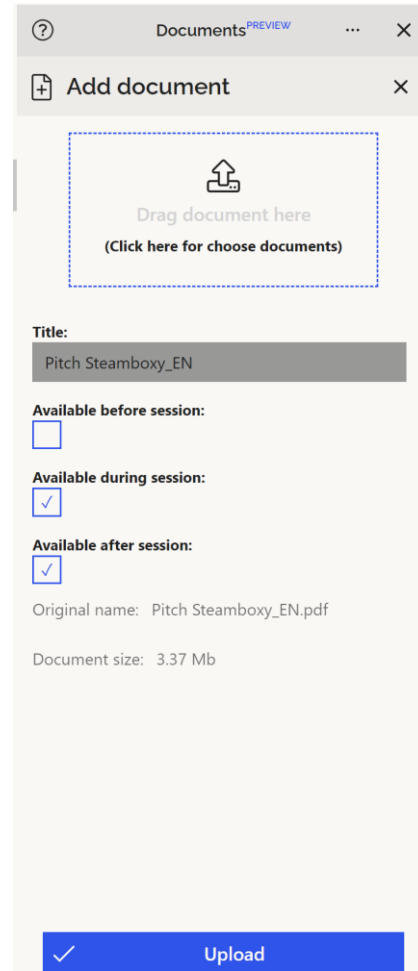 Documents PREVIEW
Add document
Drag document here
(Click here for choose documents)
Title:
Pitch Steamboxy_EN
Available before session:
Available during session:
Available after session:
Original name: Pitch Steamboxy_EN.pdf
Document size: 3.37 Mb
Upload